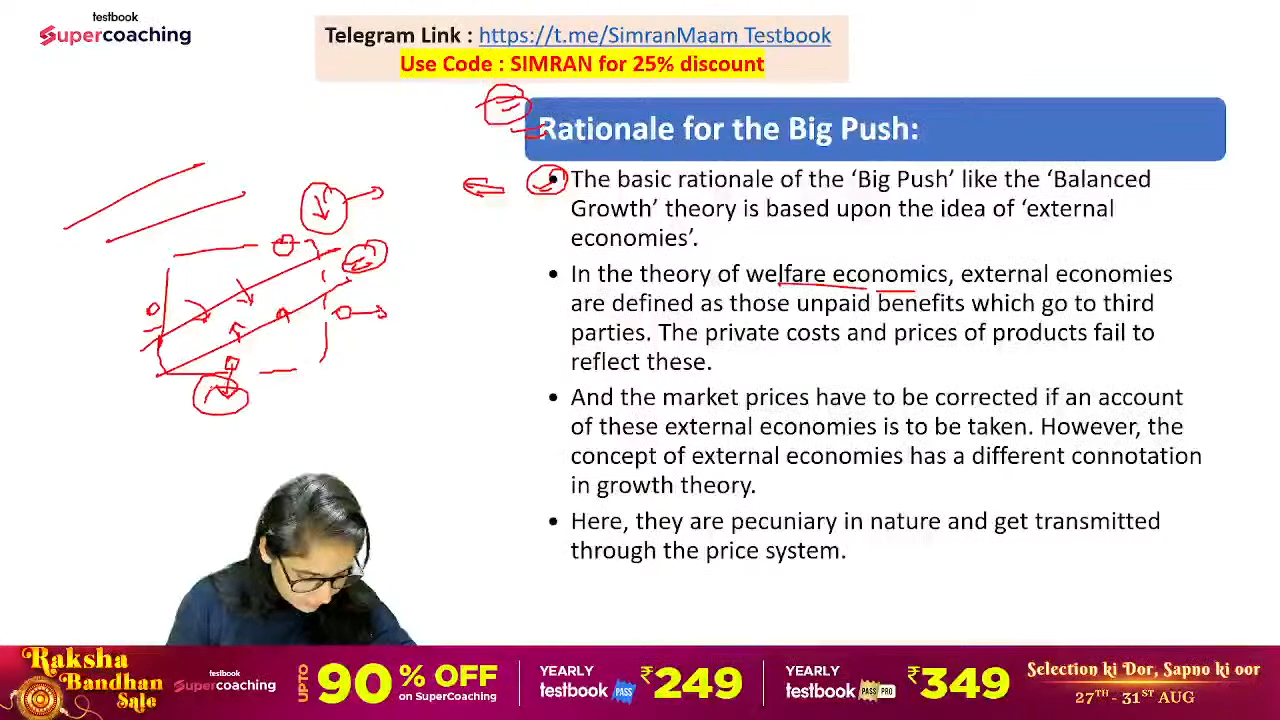 testbook
Supercoaching
Telegram Link : https://t.me/SimranMaam Testbook
Use Code : SIMRAN for 25% discount
Rationale for the Big Push:
• The basic rationale of the ‘Big Push’ like the ‘Balanced
Growth’ theory is based upon the idea of ‘external
economies’.
• In the theory of welfare economics, external economies
are defined as those unpaid benefits which go to third
parties. The private costs and prices of products fail to
reflect these.
• And the market prices have to be corrected if an account
of these external economies is to be taken. However, the
concept of external economies has a different connotation
in growth theory.
• Here, they are pecuniary in nature and get transmitted
through the price system.
Raksha
Bandhan
Sale
testbook
Supercoaching
UPTO 90% OFF
on SuperCoaching
YEARLY
testbook PASS
₹249
YEARLY
testbook PASS PRO
₹349
Selection ki Dor, Sapno ki oor
27TH - 31ST AUG